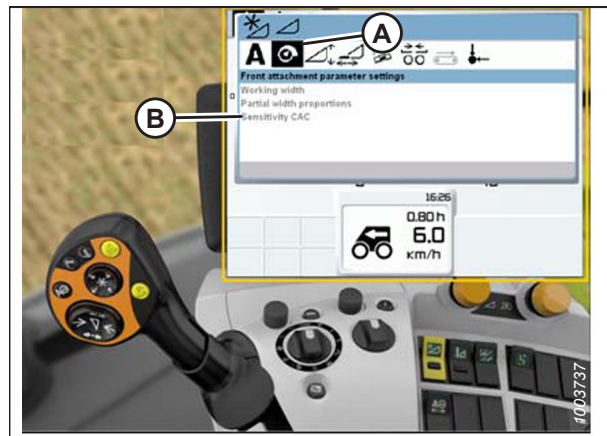 A
A
Front attachment parameter settings
Working width
Partial width proportions
B
Sensitivity CAC
16:26
0.80 h
6.0
km/h
S
1003737